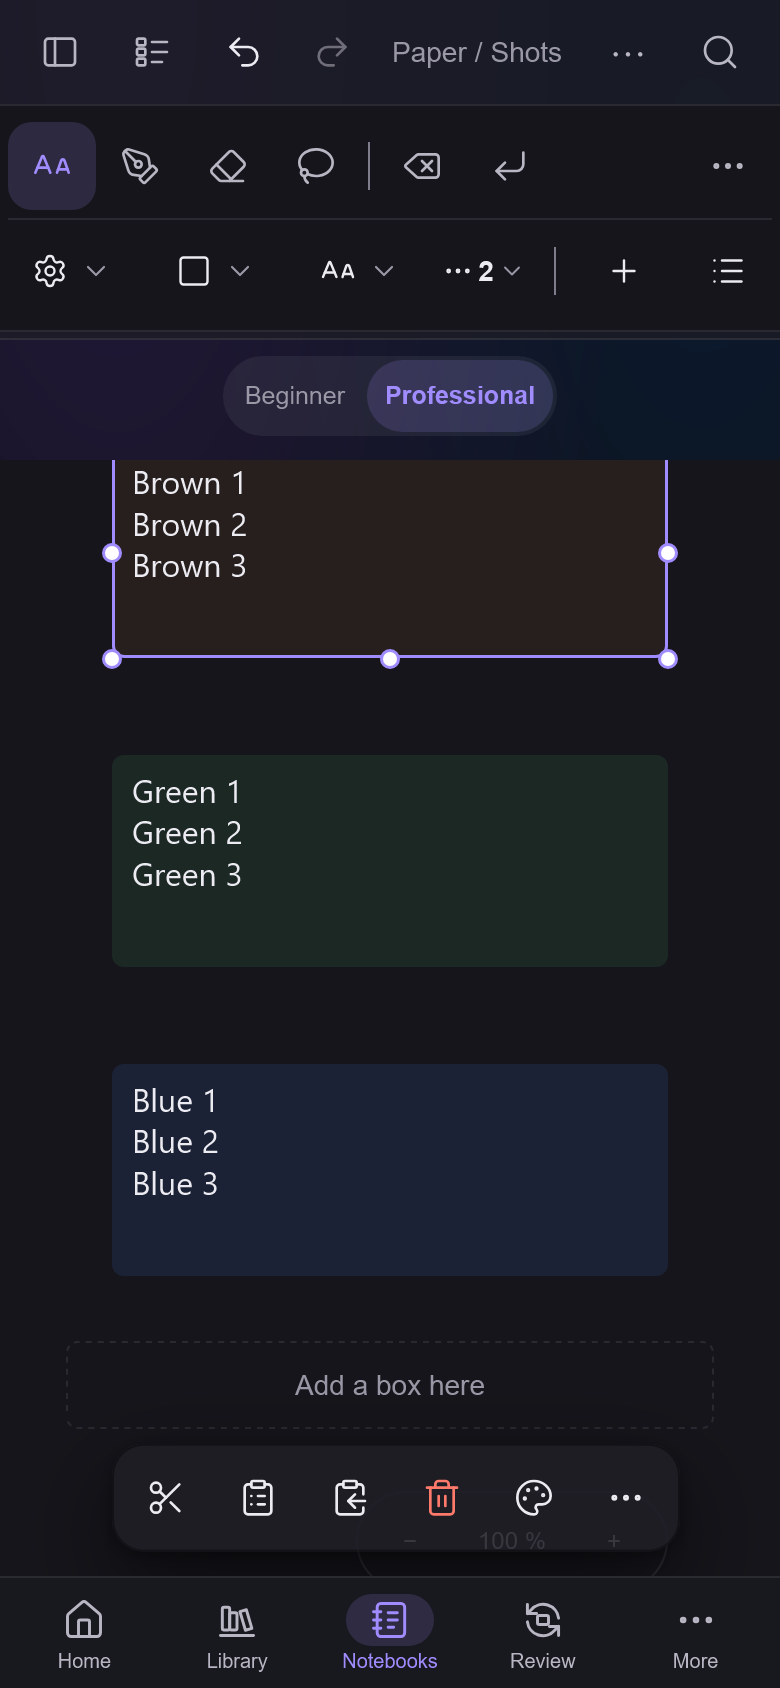 Paper / Shots
AA
AA
2
Beginner
Professional
Brown 1
Brown 2
Brown 3
Green 1
Green 2
Green 3
Blue 1
Blue 2
Blue 3
Add a box here
− 100 % +
Home
Library
Notebooks
Review
More